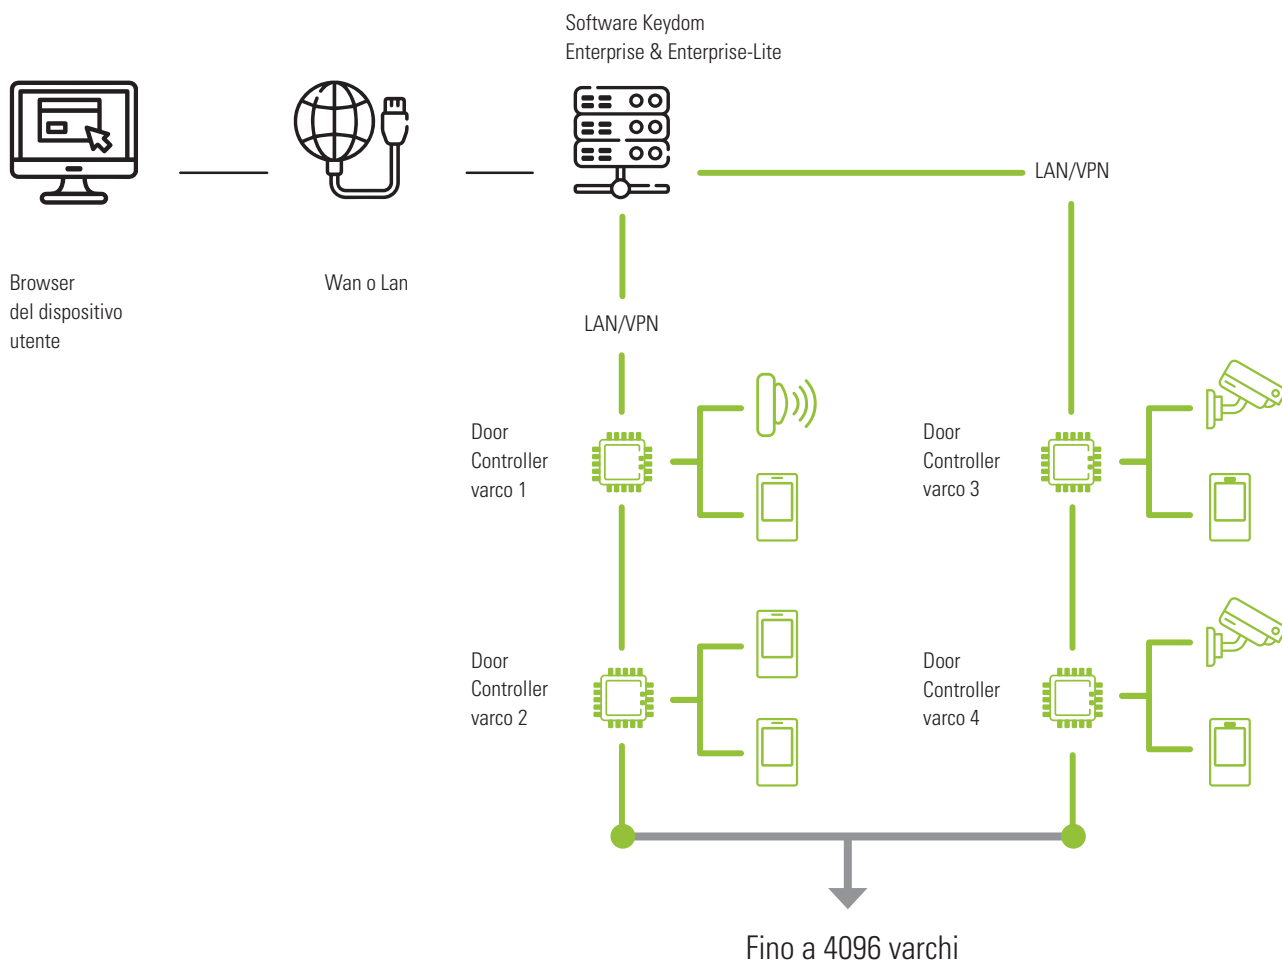 Software Keydom
Enterprise & Enterprise-Lite
LAN/VPN
Browser
del dispositivo
utente
Wan o Lan
LAN/VPN
Door
Controller
varco 1
Door
Controller
varco 3
Door
Controller
varco 2
Door
Controller
varco 4
Fino a 4096 varchi